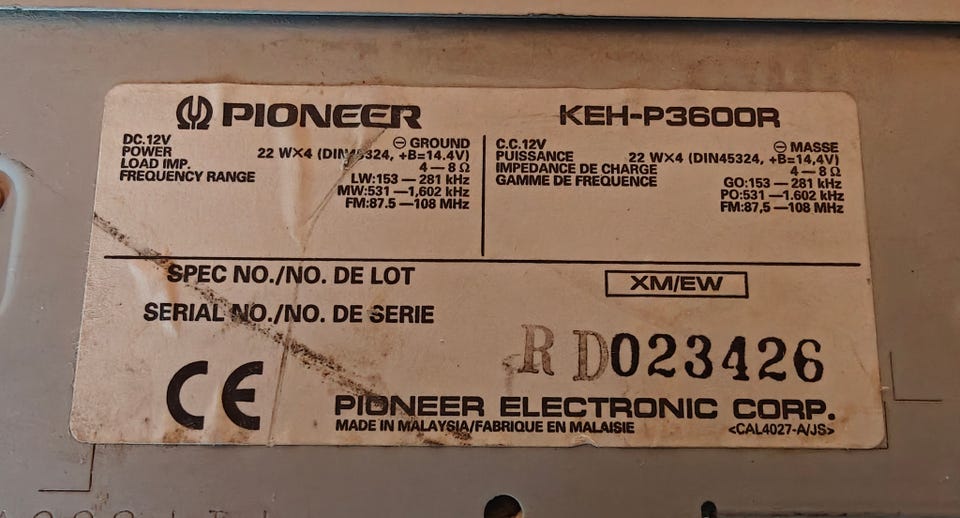 PIONEER KEH-P3600R
DC.12V ⊖ GROUND
POWER 22 W×4 (DIN45324, +B=14.4V)
LOAD IMP. 4—8 Ω
FREQUENCY RANGE LW:153 — 281 kHz
MW:531 —1,602 kHz
FM:87.5 —108 MHz
C.C.12V ⊖ MASSE
PUISSANCE 22 W×4 (DIN45324, +B=14,4V)
IMPEDANCE DE CHARGE 4—8 Ω
GAMME DE FREQUENCE GO:153 — 281 kHz
PO:531 —1.602 kHz
FM:87,5 —108 MHz
SPEC NO./NO. DE LOT XM/EW
SERIAL NO./NO. DE SERIE
RD023426
CE
PIONEER ELECTRONIC CORP.
MADE IN MALAYSIA/FABRIQUE EN MALAISIE <CAL4027-A/JS>